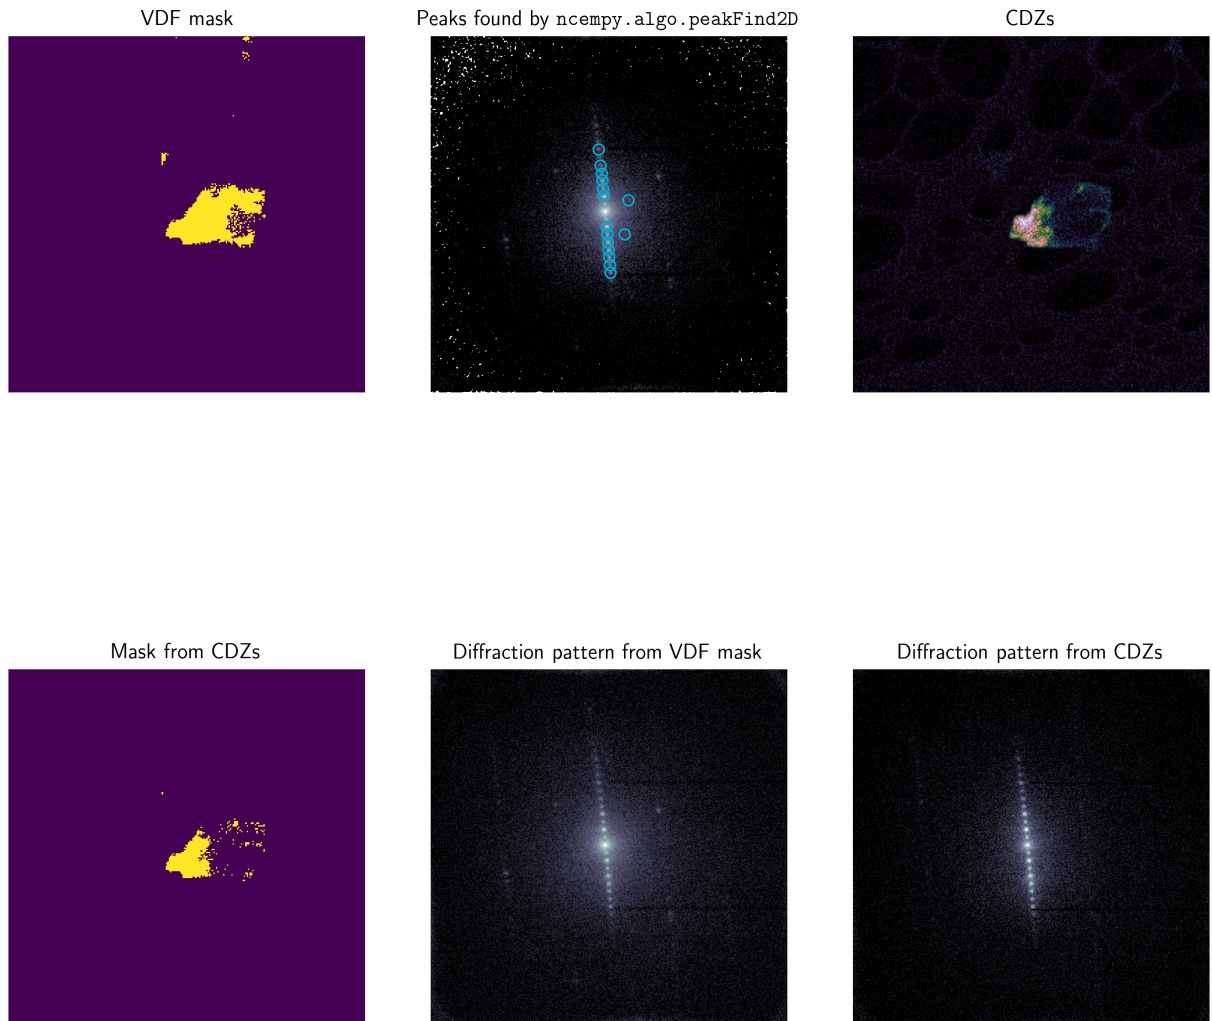 VDF mask
Peaks found by ncempy.algo.peakFind2D
CDZs
Mask from CDZs
Diffraction pattern from VDF mask
Diffraction pattern from CDZs